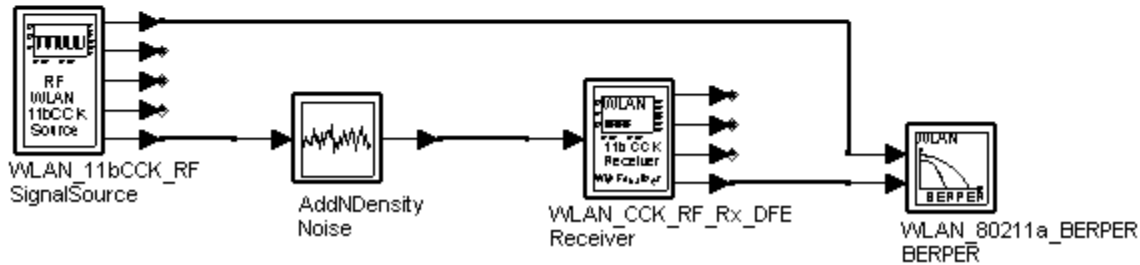 RF
WLAN
11bCCK
Source
WLAN_11bCCK_RF
SignalSource
AddNDensity
Noise
WLAN
11b CCK
Receiver
WLAN_CCK_RF_Rx_DFE
Receiver
WLAN
BERPER
WLAN_80211a_BERPER
BERPER